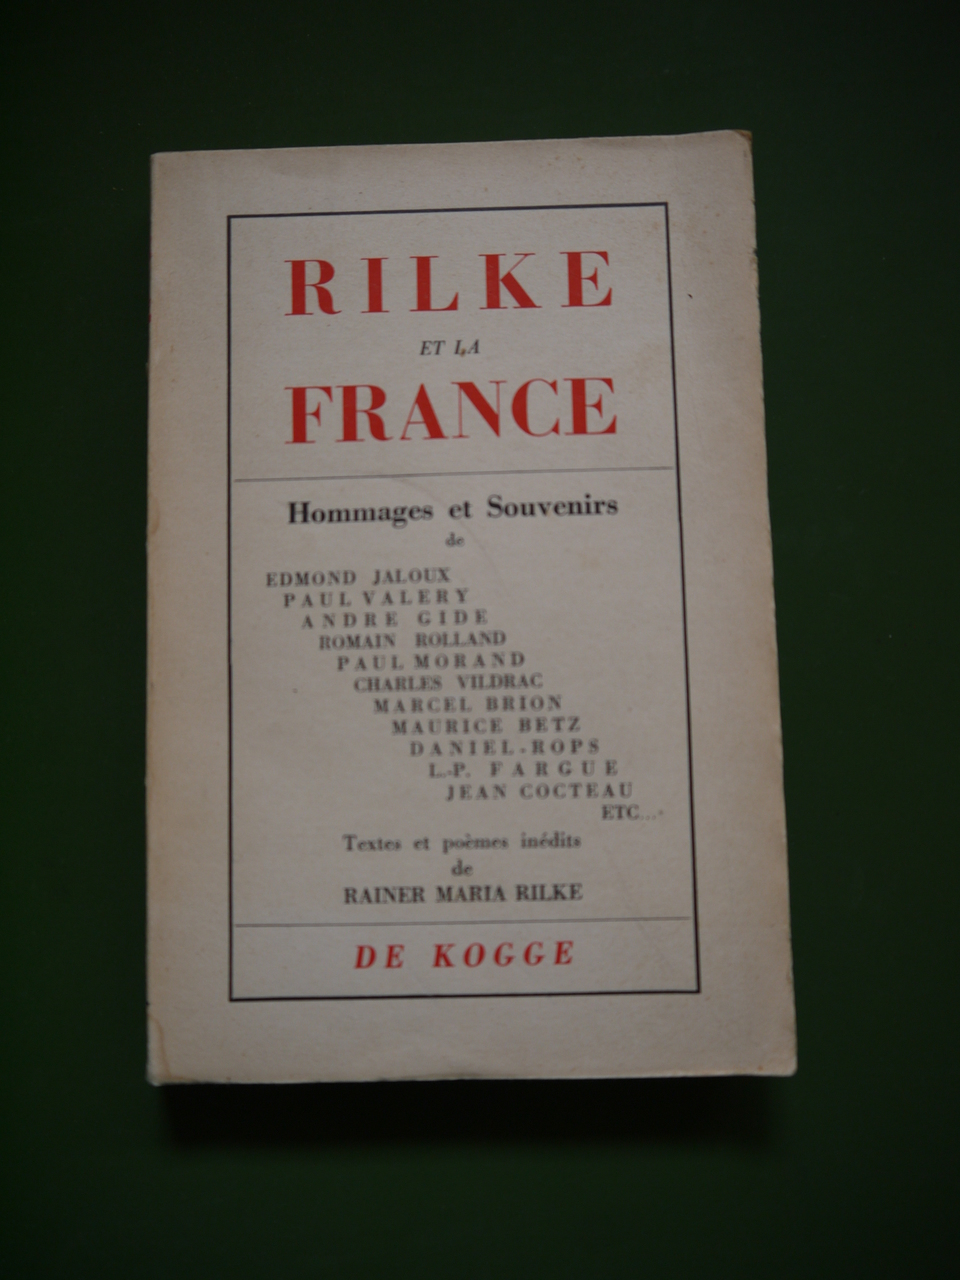 RILKE
ET LA
FRANCE
Hommages et Souvenirs
de
EDMOND JALOUX
PAUL VALERY
ANDRE GIDE
ROMAIN ROLLAND
PAUL MORAND
CHARLES VILDRAC
MARCEL BRION
MAURICE BETZ
DANIEL-ROPS
L.-P. FARGUE
JEAN COCTEAU
ETC...
Textes et poèmes inédits
de
RAINER MARIA RILKE
DE KOGGE